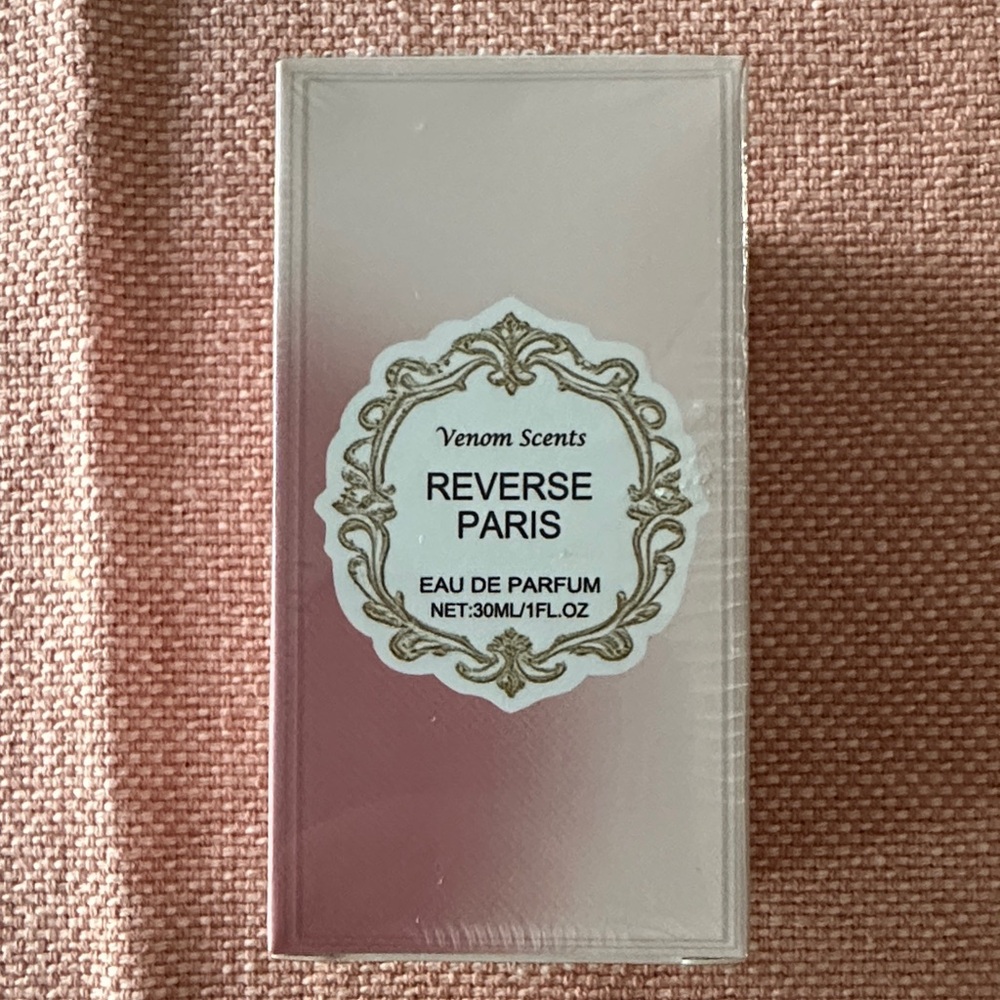 Venom Scents
REVERSE
PARIS
EAU DE PARFUM
NET:30ML/1FL.OZ